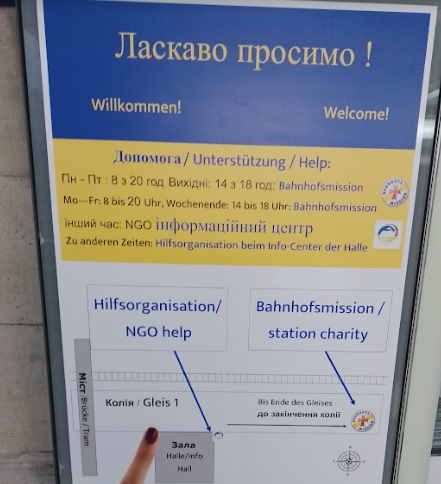 Ласкаво просимо !
Willkommen! Welcome!
Допомога / Unterstützung / Help:
Пн - Пт : 8 з 20 год Вихідні: 14 з 18 год: Bahnhofsmission
Mo—Fr: 8 bis 20 Uhr, Wochenende: 14 bis 18 Uhr: Bahnhofsmission
Інший час: NGO інформаційний центр
Zu anderen Zeiten: Hilfsorganisation beim Info-Center der Halle
Hilfsorganisation/
NGO help
Bahnhofsmission /
station charity
Міст Brücke / Tram
Колія / Gleis 1
Bis Ende des Gleises
до закінчення колії
Зала
Halle/Info
Hall